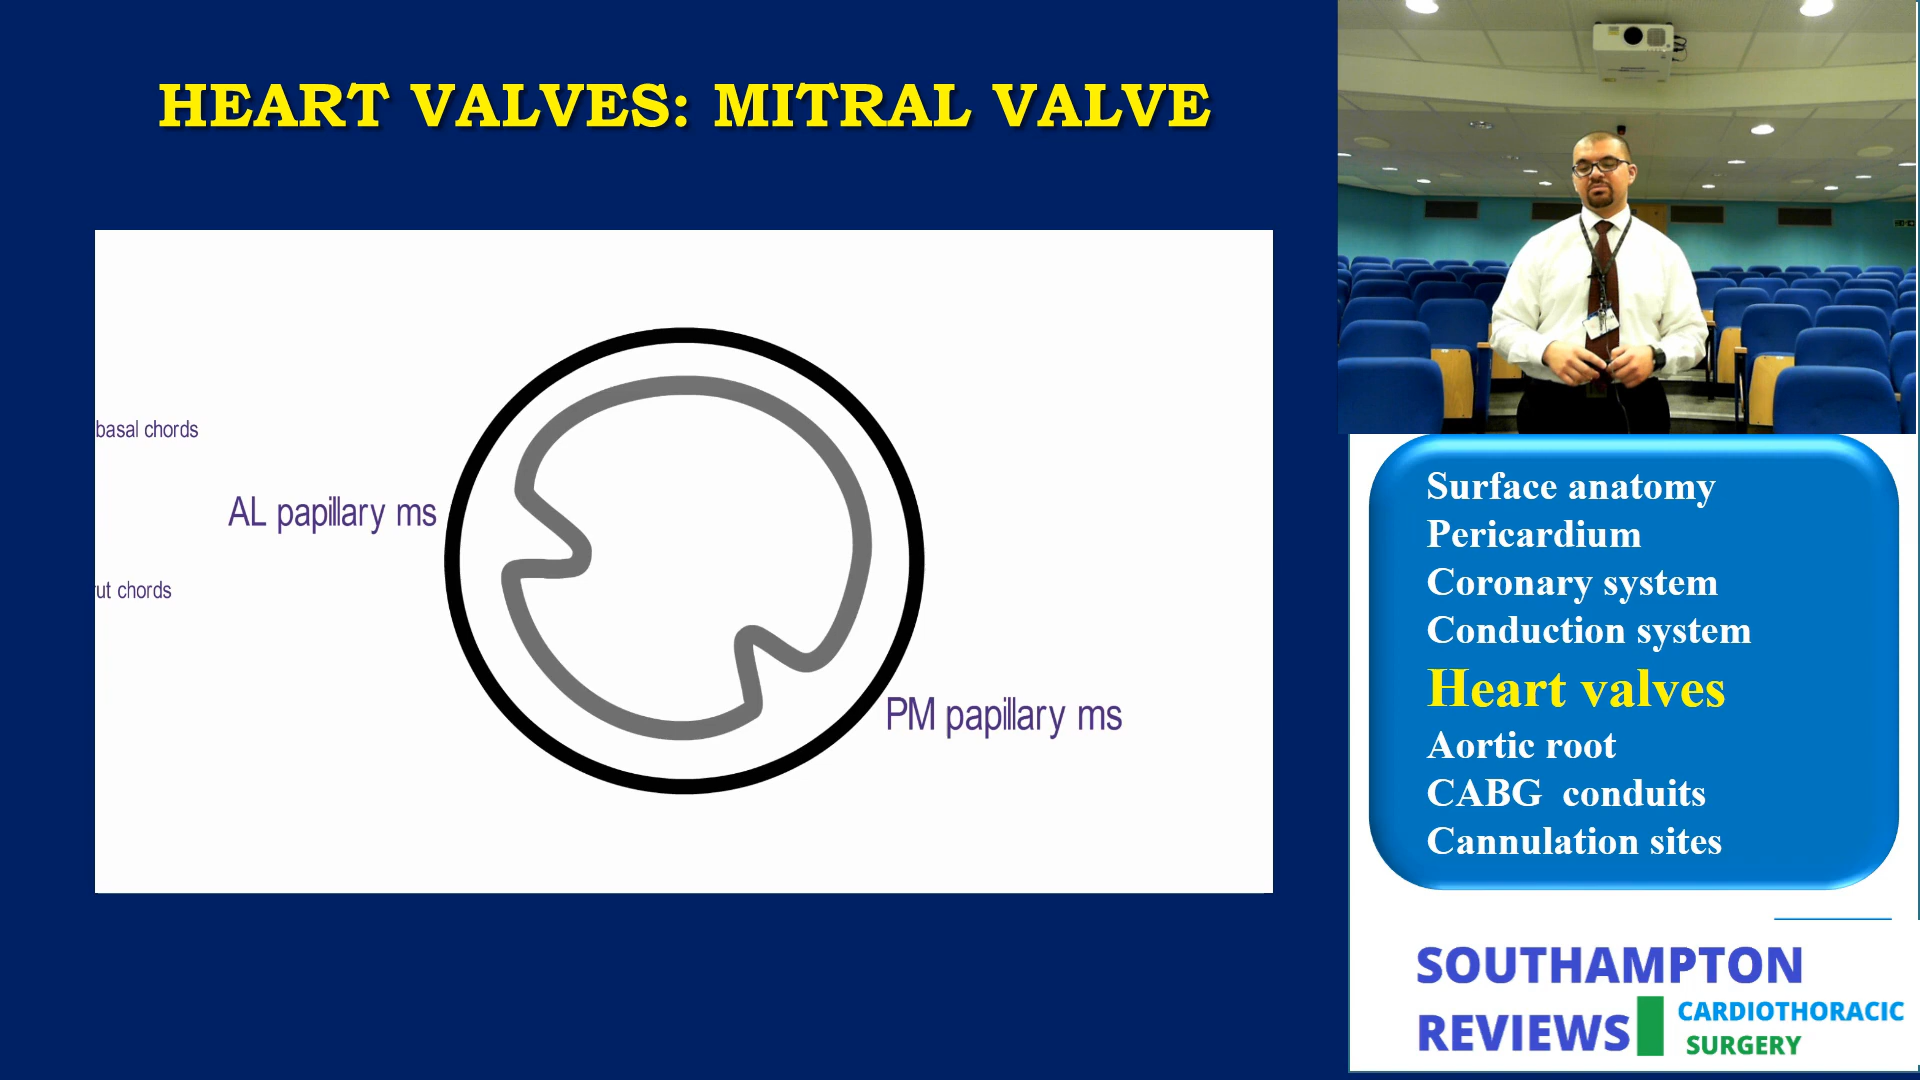 HEART VALVES: MITRAL VALVE
basal chords
AL papillary ms
ut chords
PM papillary ms
Surface anatomy
Pericardium
Coronary system
Conduction system
Heart valves
Aortic root
CABG conduits
Cannulation sites
SOUTHAMPTON
REVIEWS
CARDIOTHORACIC
SURGERY